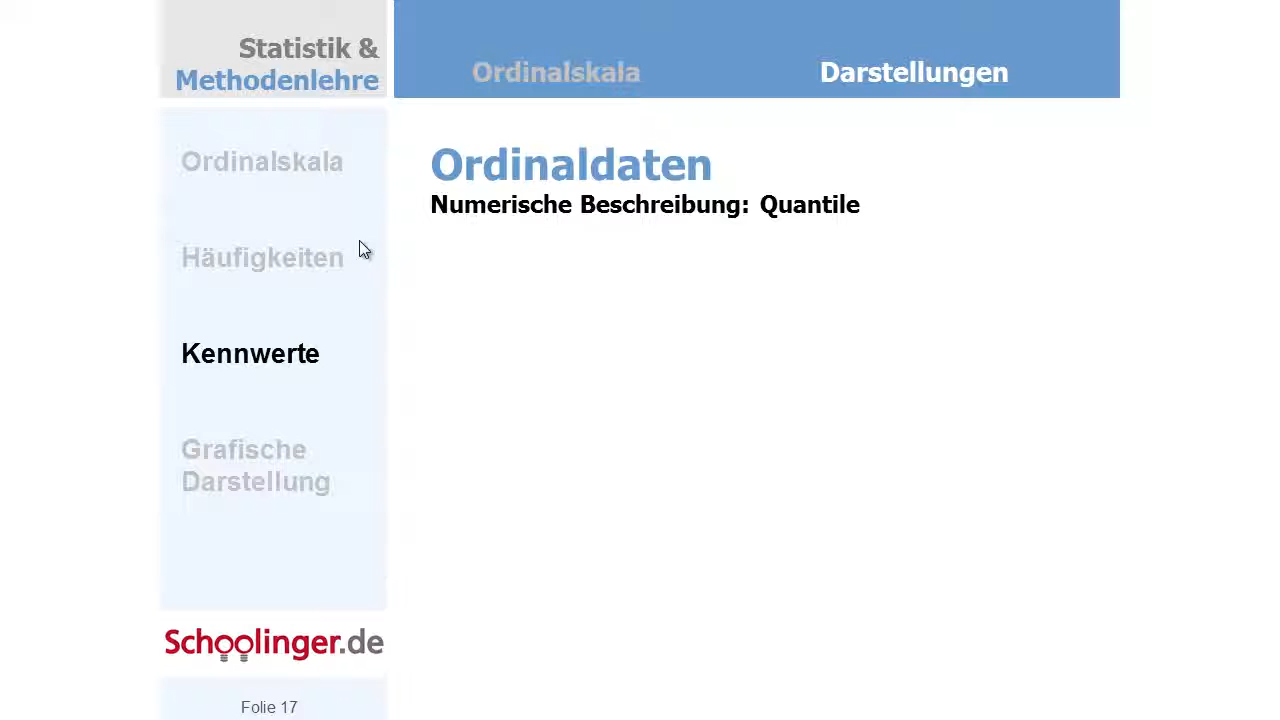 Statistik &
Methodenlehre
Ordinalskala
Darstellungen
Ordinalskala
Häufigkeiten
Kennwerte
Grafische
Darstellung
Schoolinger.de
Folie 17
Ordinaldaten
Numerische Beschreibung: Quantile